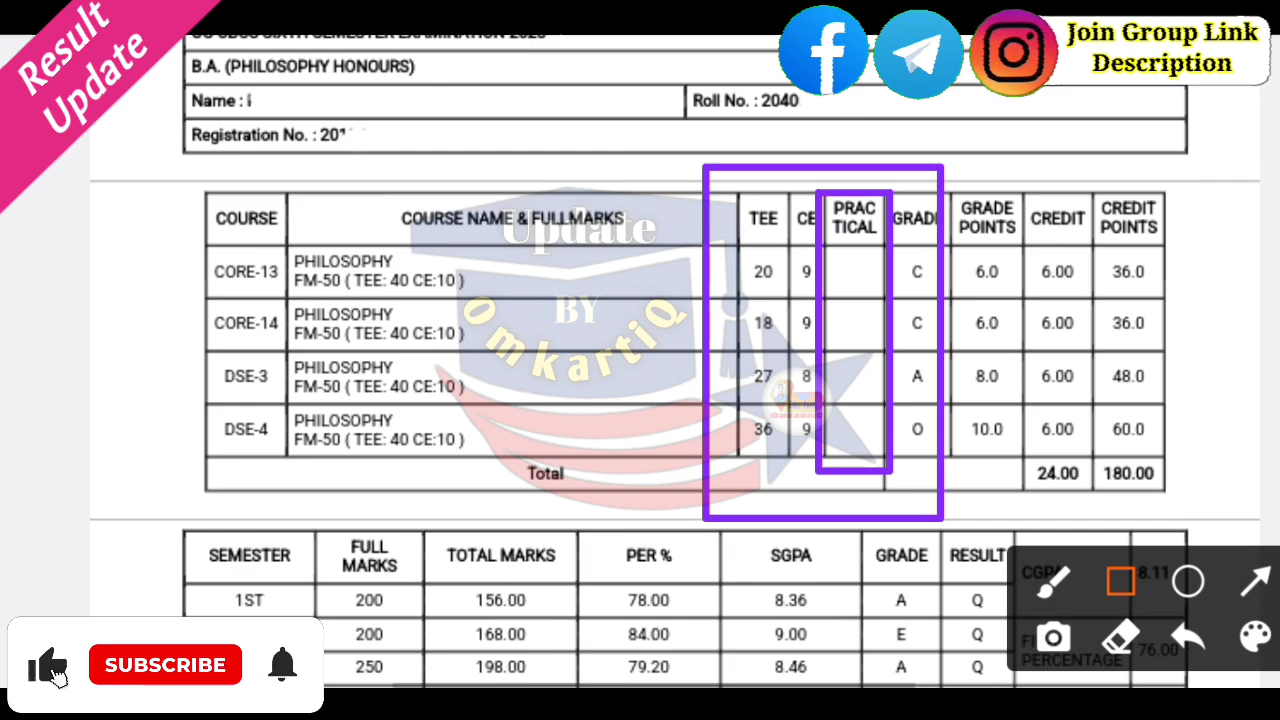 Result
Update
Join Group Link
Description
B.A. (PHILOSOPHY HONOURS)
Name :
Roll No. : 2040
Registration No. : 201
COURSE COURSE NAME & FULLMARKS TEE CE PRAC TICAL GRADE GRADE POINTS CREDIT CREDIT POINTS
CORE-13 PHILOSOPHY FM-50 ( TEE: 40 CE:10 ) 20 9 C 6.0 6.00 36.0
CORE-14 PHILOSOPHY FM-50 ( TEE: 40 CE:10 ) 18 9 C 6.0 6.00 36.0
DSE-3 PHILOSOPHY FM-50 ( TEE: 40 CE:10 ) 27 8 A 8.0 6.00 48.0
DSE-4 PHILOSOPHY FM-50 ( TEE: 40 CE:10 ) 36 9 O 10.0 6.00 60.0
Total 24.00 180.00
Update
BY
OmkartiQ
SEMESTER FULL MARKS TOTAL MARKS PER % SGPA GRADE RESULT CGPA 8.11
1ST 200 156.00 78.00 8.36 A Q
200 168.00 84.00 9.00 E Q
250 198.00 79.20 8.46 A Q
PERCENTAGE 76.00
SUBSCRIBE